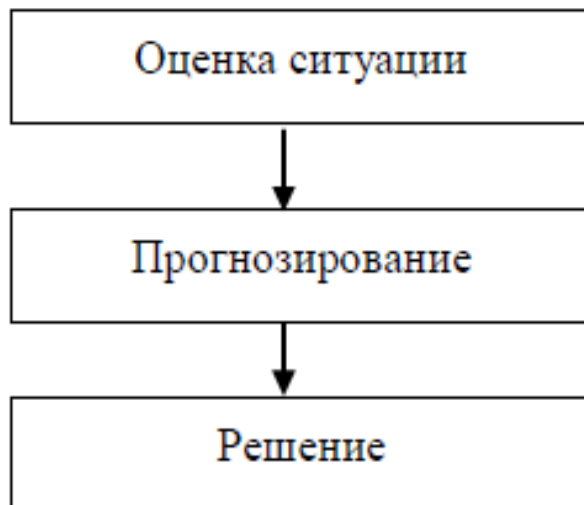 Оценка ситуации
Прогнозирование
Решение